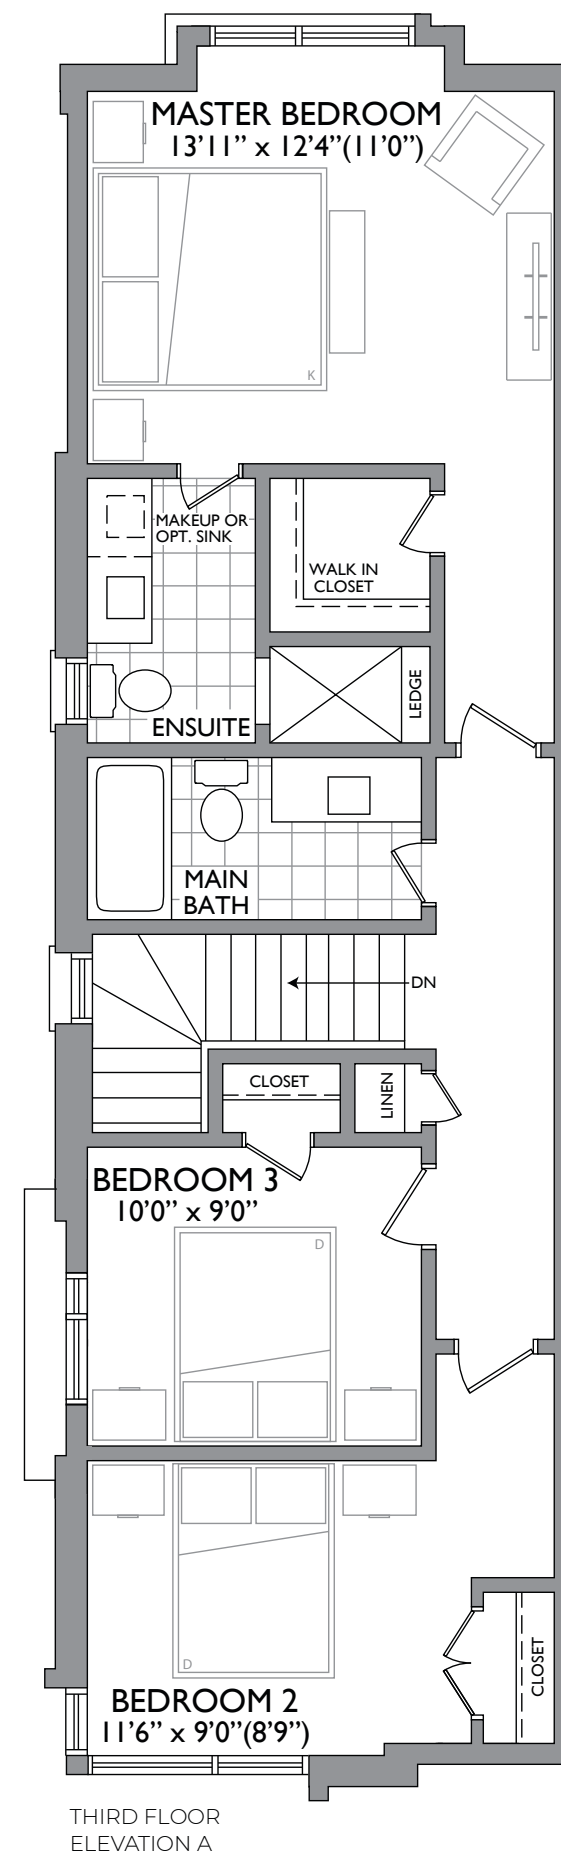 MASTER BEDROOM
13'11" x 12'4"(11'0")
K
MAKEUP OR
OPT. SINK
WALK IN
CLOSET
LEDGE
ENSUITE
MAIN
BATH
DN
CLOSET
LINEN
BEDROOM 3
10'0" x 9'0"
D
D
CLOSET
BEDROOM 2
11'6" x 9'0"(8'9")
THIRD FLOOR
ELEVATION A